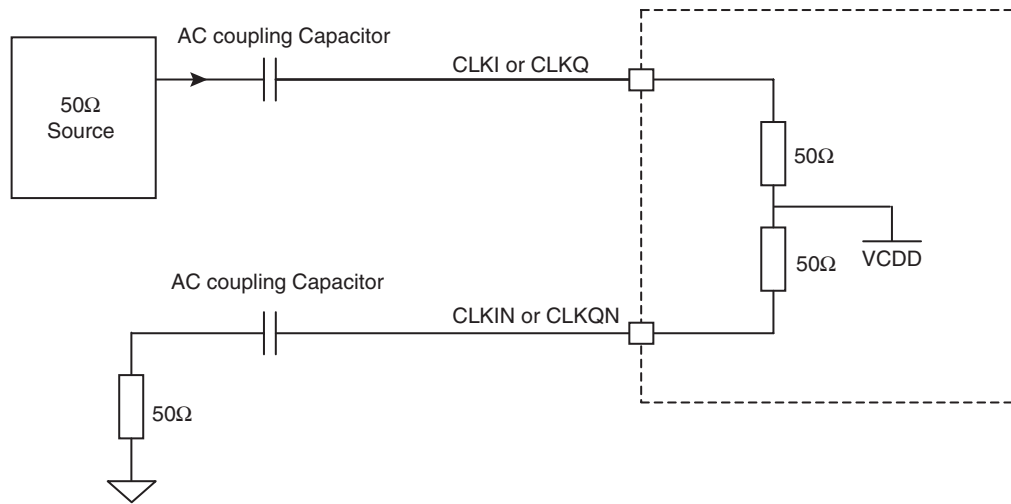 AC coupling Capacitor
CLKI or CLKQ
50Ω
Source
50Ω
50Ω
VCDD
AC coupling Capacitor
CLKIN or CLKQN
50Ω